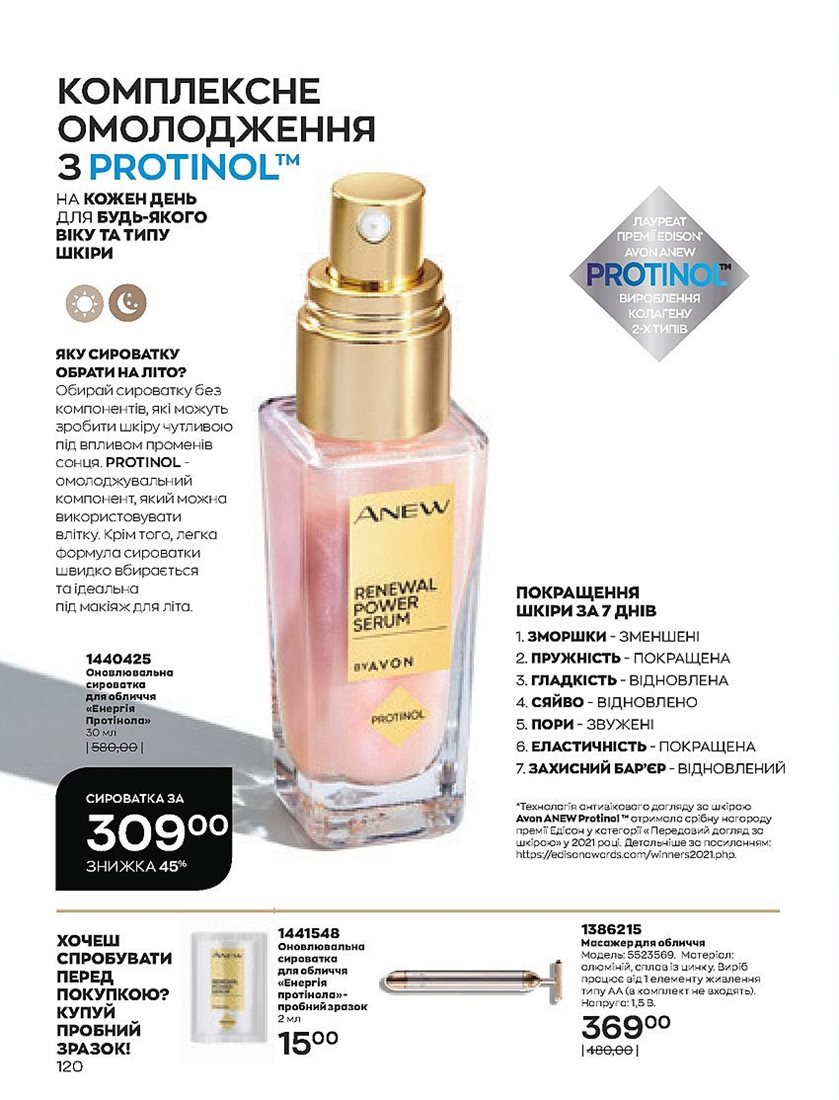 КОМПЛЕКСНЕ
ОМОЛОДЖЕННЯ
З PROTINOL™
НА КОЖЕН ДЕНЬ
ДЛЯ БУДЬ-ЯКОГО
ВІКУ ТА ТИПУ
ШКІРИ
ЛАУРЕАТ
ПРЕМІЇ EDISON*
AVON ANEW
PROTINOL™
ВИРОБЛЕННЯ
КОЛАГЕНУ
2-Х ТИПІВ
ЯКУ СИРОВАТКУ
ОБРАТИ НА ЛІТО?
Обирай сироватку без
компонентів, які можуть
зробити шкіру чутливою
під впливом променів
сонця. PROTINOL -
омолоджувальний
компонент, який можна
використовувати
влітку. Крім того, легка
формула сироватки
швидко вбирається
та ідеальна
під макіяж для літа.
ANEW
RENEWAL
POWER
SERUM
BY AVON
PROTINOL
1440425
Оновлювальна
сироватка
для обличчя
«Енергія
Протінола»
30 мл
|580,00|
СИРОВАТКА ЗА
309⁰⁰
ЗНИЖКА 45%
ПОКРАЩЕННЯ
ШКІРИ ЗА 7 ДНІВ
1. ЗМОРШКИ - ЗМЕНШЕНІ
2. ПРУЖНІСТЬ - ПОКРАЩЕНА
3. ГЛАДКІСТЬ - ВІДНОВЛЕНА
4. СЯЙВО - ВІДНОВЛЕНО
5. ПОРИ - ЗВУЖЕНІ
6. ЕЛАСТИЧНІСТЬ - ПОКРАЩЕНА
7. ЗАХИСНИЙ БАР'ЄР - ВІДНОВЛЕНИЙ
*Технологія антивікового догляду за шкірою
Avon ANEW Protinol ™ отримала срібну нагороду
премії Едісон у категорії «Передовий догляд за
шкірою» у 2021 році. Детальніше за посиланням:
https://edisonawards.com/winners2021.php.
ХОЧЕШ
СПРОБУВАТИ
ПЕРЕД
ПОКУПКОЮ?
КУПУЙ
ПРОБНИЙ
ЗРАЗОК!
120
ANEW
RENEWAL
POWER
SERUM
1441548
Оновлювальна
сироватка
для обличчя
«Енергія
протінола»-
пробний зразок
2 мл
15⁰⁰
1386215
Масажер для обличчя
Модель: 5523569. Матеріал:
алюміній, сплав із цинку. Виріб
працює від 1 елементу живлення
типу АА (в комплект не входять).
Напруга: 1,5 В.
369⁰⁰
|480,00|